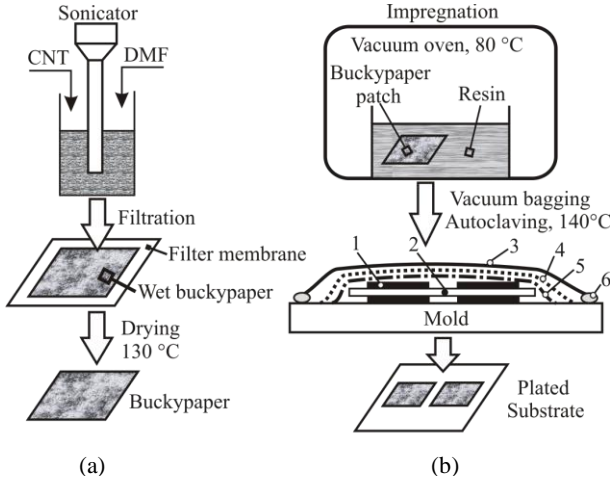 Sonicator
CNT
DMF
Filtration
Filter membrane
Wet buckypaper
Drying
130 °C
Buckypaper
(a)
Impregnation
Vacuum oven, 80 °C
Buckypaper
patch
Resin
Vacuum bagging
Autoclaving, 140°C
1
2
3
4
5
6
Mold
Plated
Substrate
(b)